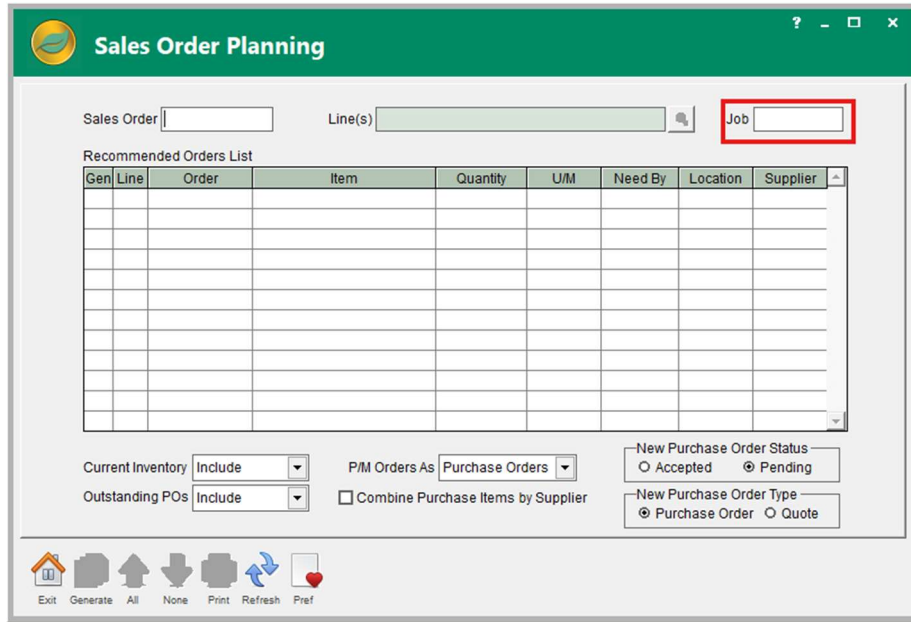 ? _ □ ×
Sales Order Planning
Sales Order Line(s) Job
Recommended Orders List
Gen Line Order Item Quantity U/M Need By Location Supplier
New Purchase Order Status
Current Inventory Include P/M Orders As Purchase Orders Accepted Pending
Outstanding POs Include Combine Purchase Items by Supplier
New Purchase Order Type
Purchase Order Quote
Exit Generate All None Print Refresh Pref